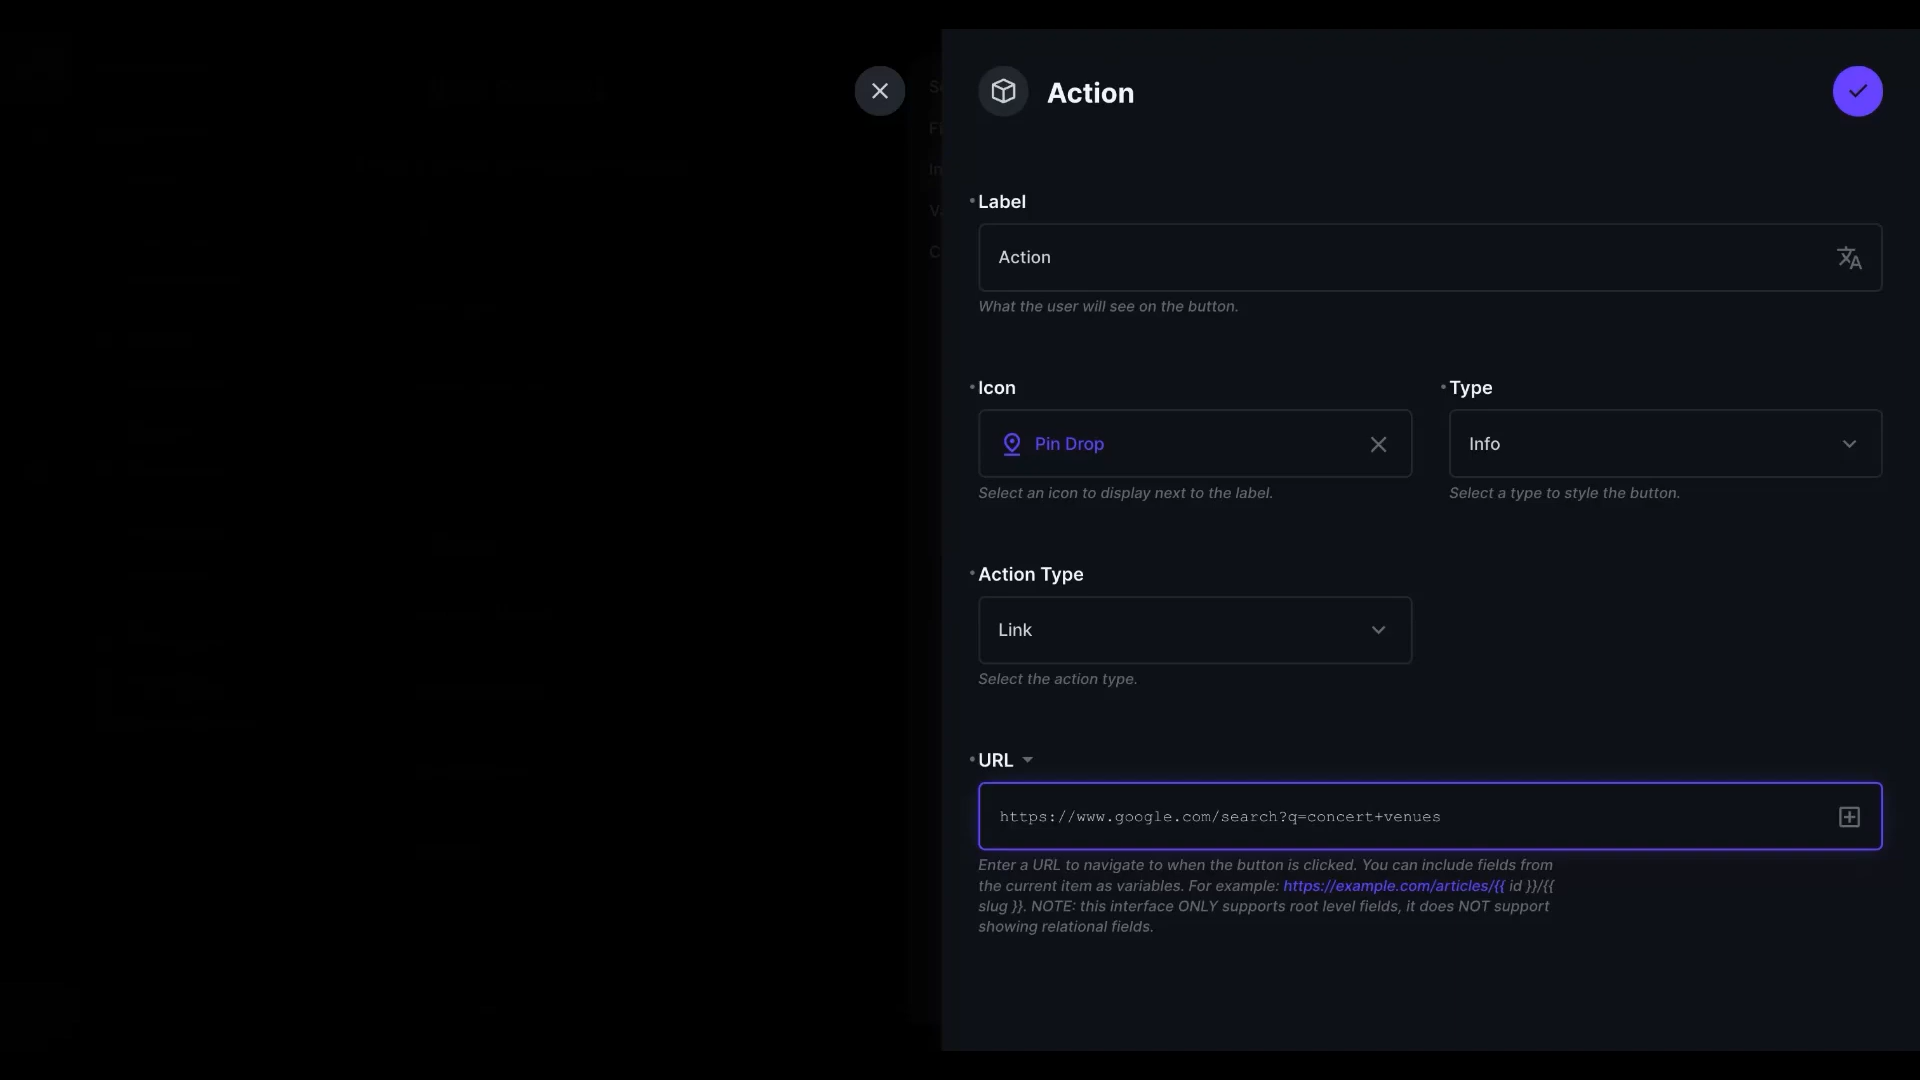 Action
Label
Action
What the user will see on the button.
Icon
Type
Pin Drop
Info
Select an icon to display next to the label.
Select a type to style the button.
Action Type
Link
Select the action type.
URL
https://www.google.com/search?q=concert+venues
Enter a URL to navigate to when the button is clicked. You can include fields from
the current item as variables. For example: https://example.com/articles/{{ id }}/{{
slug }}. NOTE: this interface ONLY supports root level fields, it does NOT support
showing relational fields.